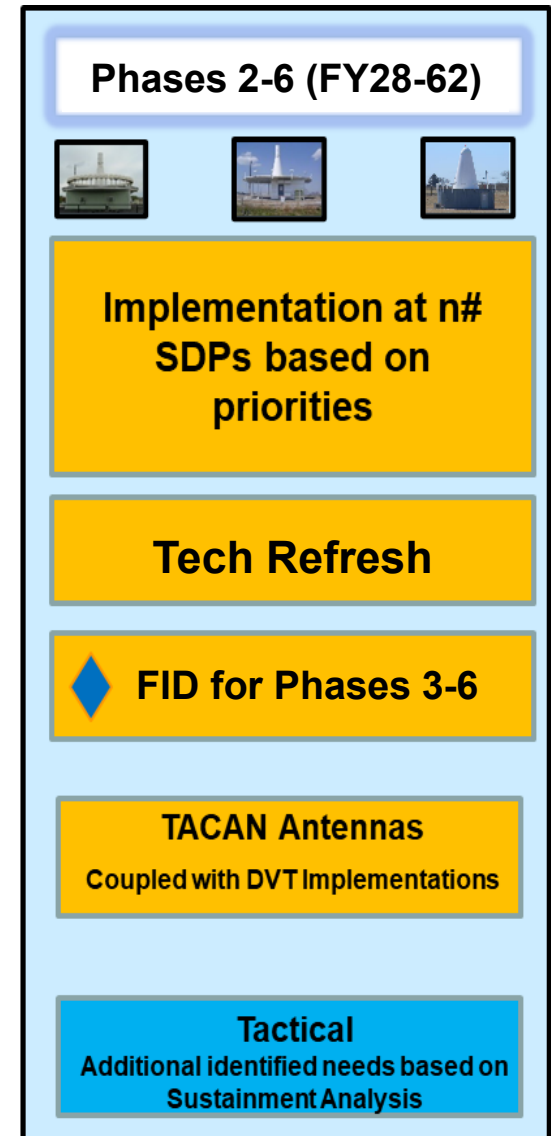 Phases 2-6 (FY28-62)
Implementation at n#
SDPs based on
priorities
Tech Refresh
FID for Phases 3-6
TACAN Antennas
Coupled with DVT Implementations
Tactical
Additional identified needs based on
Sustainment Analysis